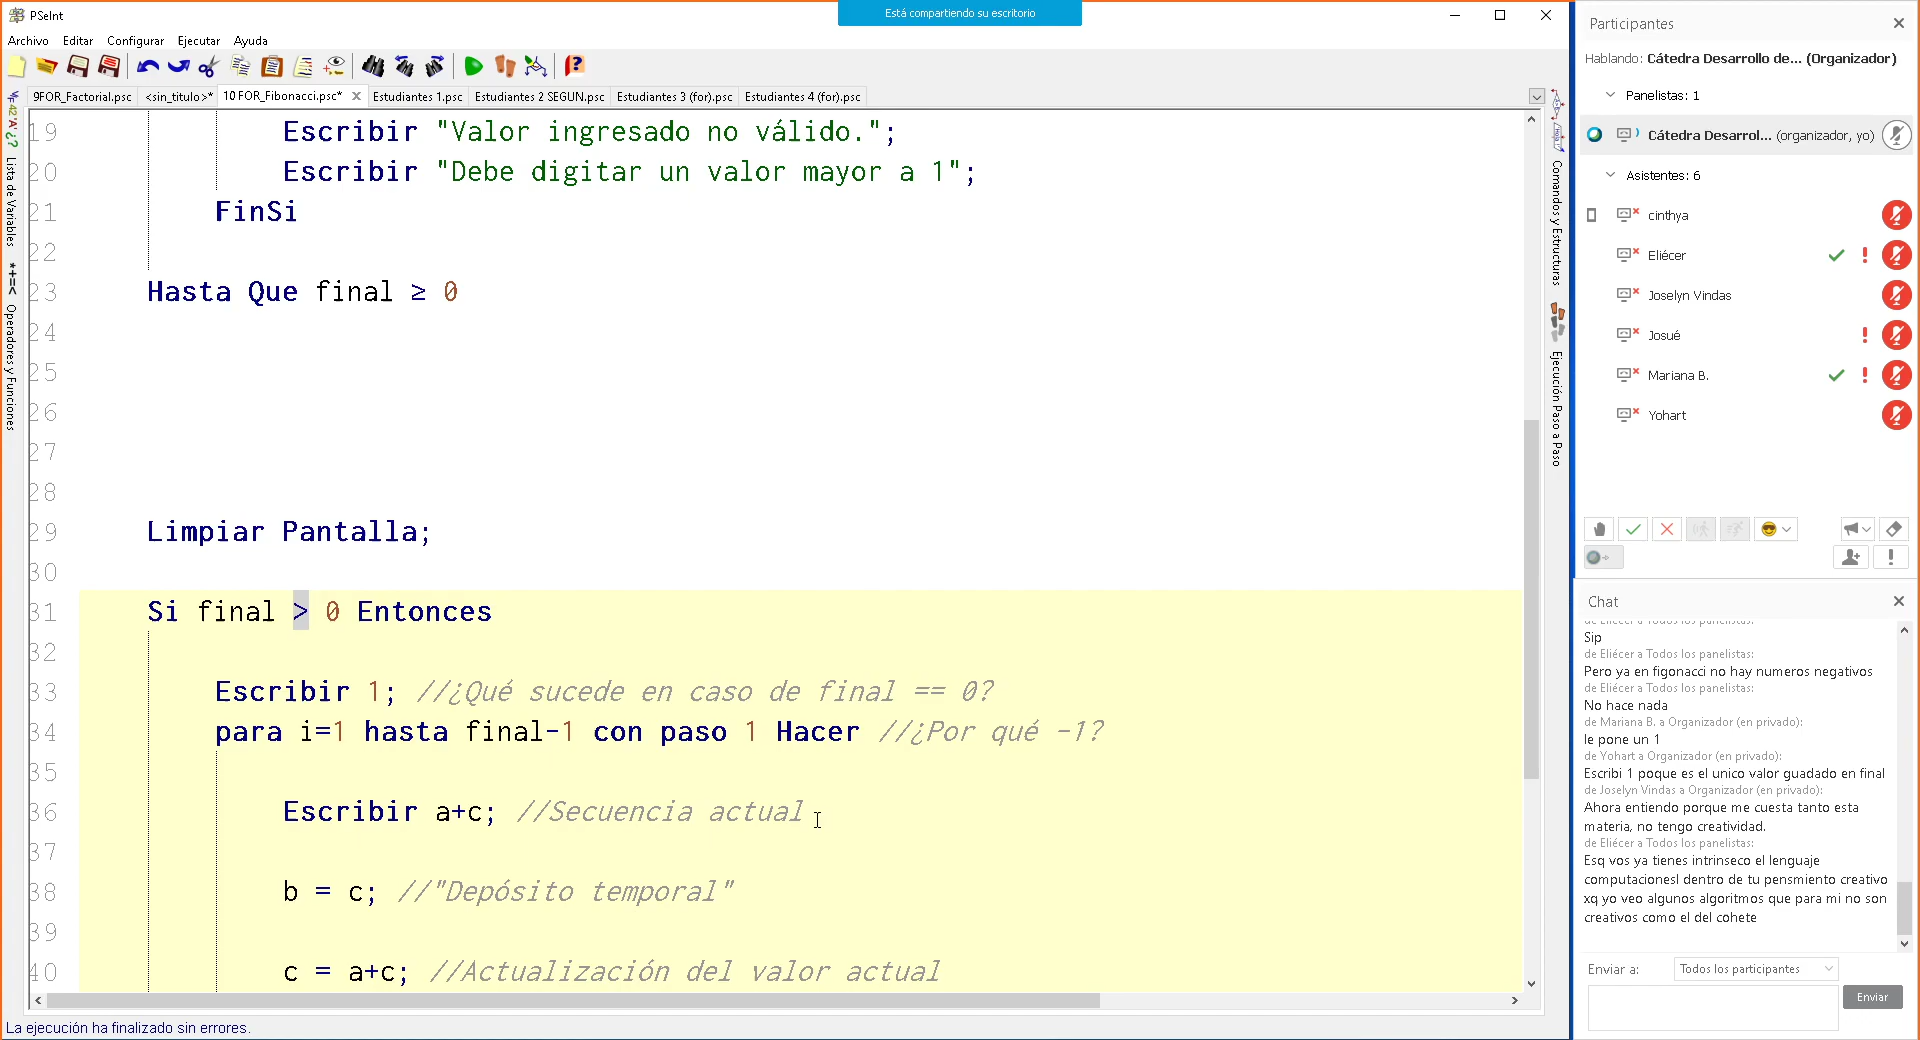 PSeInt
Está compartiendo su escritorio
Archivo Editar Configurar Ejecutar Ayuda
9FOR_Factorial.psc <sin_titulo>* 10FOR_Fibonacci.psc* Estudiantes 1.psc Estudiantes 2 SEGUN.psc Estudiantes 3 (for).psc Estudiantes 4 (for).psc
Lista de Variables
Operadores y Funciones
19 Escribir "Valor ingresado no válido.";
20 Escribir "Debe digitar un valor mayor a 1";
21 FinSi
22
23 Hasta Que final ≥ 0
24
25
26
27
28
29 Limpiar Pantalla;
30
31 Si final > 0 Entonces
32
33 Escribir 1; //¿Qué sucede en caso de final == 0?
34 para i=1 hasta final-1 con paso 1 Hacer //¿Por qué -1?
35
36 Escribir a+c; //Secuencia actual
37
38 b = c; //"Depósito temporal"
39
40 c = a+c; //Actualización del valor actual
La ejecución ha finalizado sin errores.
Comandos y Estructuras
Ejecución Paso a Paso
Participantes
Hablando: Cátedra Desarrollo de... (Organizador)
Panelistas: 1
Cátedra Desarrol... (organizador, yo)
Asistentes: 6
cinthya
Eliécer
Joselyn Vindas
Josué
Mariana B.
Yohart
Chat
de Eliécer a Todos los panelistas:
Sip
de Eliécer a Todos los panelistas:
Pero ya en figonacci no hay numeros negativos
de Eliécer a Todos los panelistas:
No hace nada
de Mariana B. a Organizador (en privado):
le pone un 1
de Yohart a Organizador (en privado):
Escribi 1 poque es el unico valor guadado en final
de Joselyn Vindas a Organizador (en privado):
Ahora entiendo porque me cuesta tanto esta
materia, no tengo creatividad.
de Eliécer a Todos los panelistas:
Esq vos ya tienes intrinseco el lenguaje
computacionesl dentro de tu pensmiento creativo
xq yo veo algunos algoritmos que para mi no son
creativos como el del cohete
Enviar a: Todos los participantes
Enviar